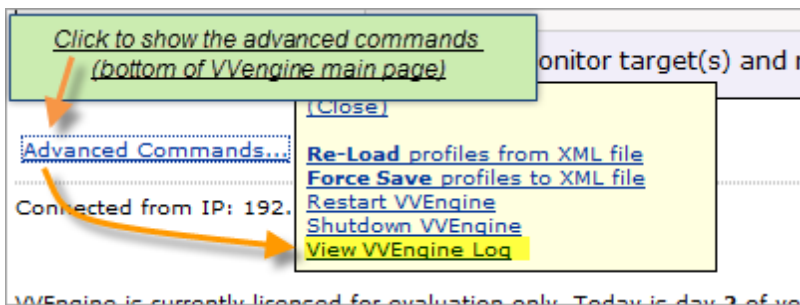 Click to show the advanced commands
(bottom of VVengine main page)
onitor target(s) and
(Close)
Advanced Commands...
Re-Load profiles from XML file
Force Save profiles to XML file
Connected from IP: 192.
Restart VVEngine
Shutdown VVEngine
View VVEngine Log
VVEngine is currently licensed for evaluation only. Today is day 2 of